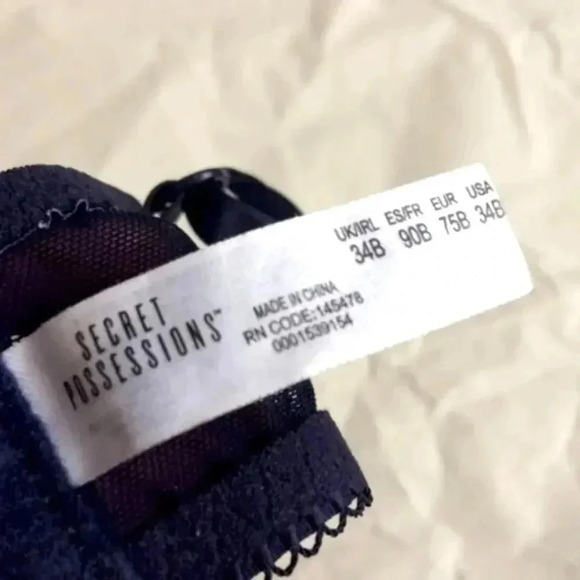 SECRET
POSSESSIONS™
UK/IRL ES/FR EUR USA
34B 90B 75B 34B
MADE IN CHINA
RN CODE:145478
0001539154